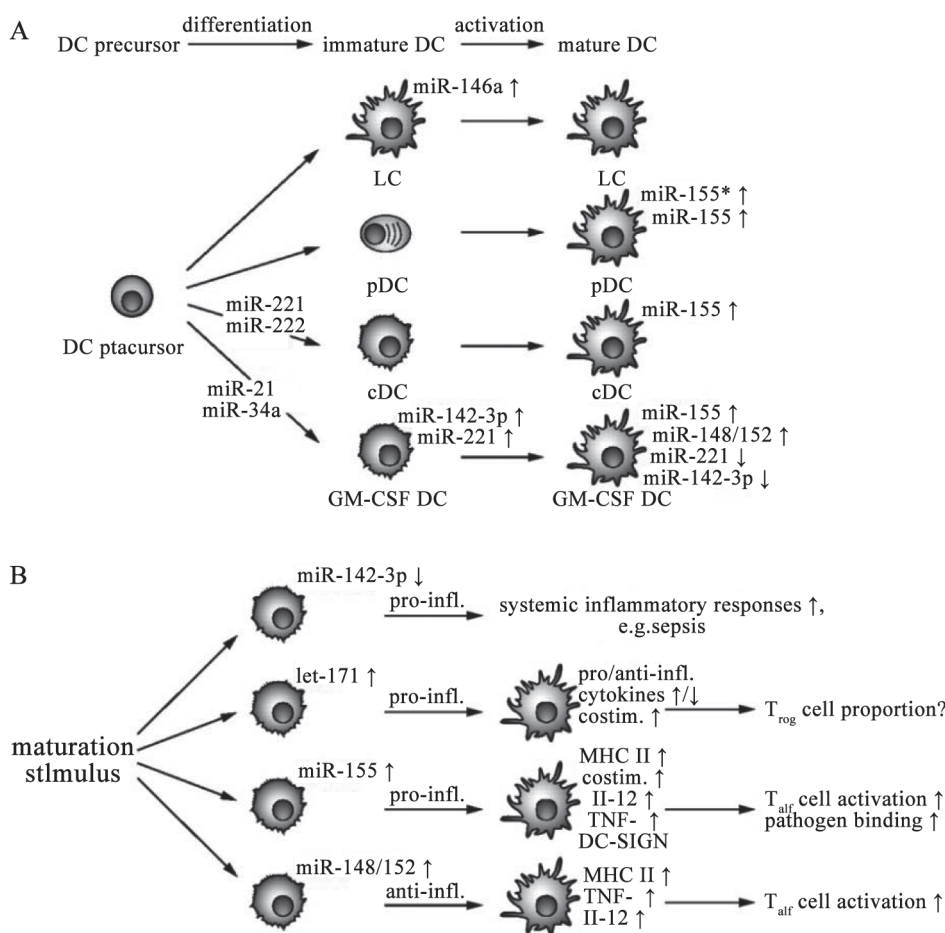 A
DC precursor
differentiation
immature DC
activation
mature DC
miR-146a ↑
LC
LC
miR-155* ↑
miR-155 ↑
pDC
pDC
DC ptacursor
miR-221
miR-222
miR-155 ↑
cDC
cDC
miR-21
miR-34a
miR-142-3p ↑
miR-221 ↑
miR-155 ↑
miR-148/152 ↑
miR-221 ↓
miR-142-3p ↓
GM-CSF DC
GM-CSF DC
B
maturation
stlmulus
miR-142-3p ↓
pro-infl.
systemic inflammatory responses ↑,
e.g.sepsis
let-171 ↑
pro-infl.
pro/anti-infl.
cytokines ↑/↓
costim. ↑
Trog cell proportion?
miR-155 ↑
pro-infl.
MHC II ↑
costim. ↑
II-12 ↑
TNF- ↑
DC-SIGN
Talf cell activation ↑
pathogen binding ↑
miR-148/152 ↑
anti-infl.
MHC II ↑
TNF- ↑
II-12 ↑
Talf cell activation ↑